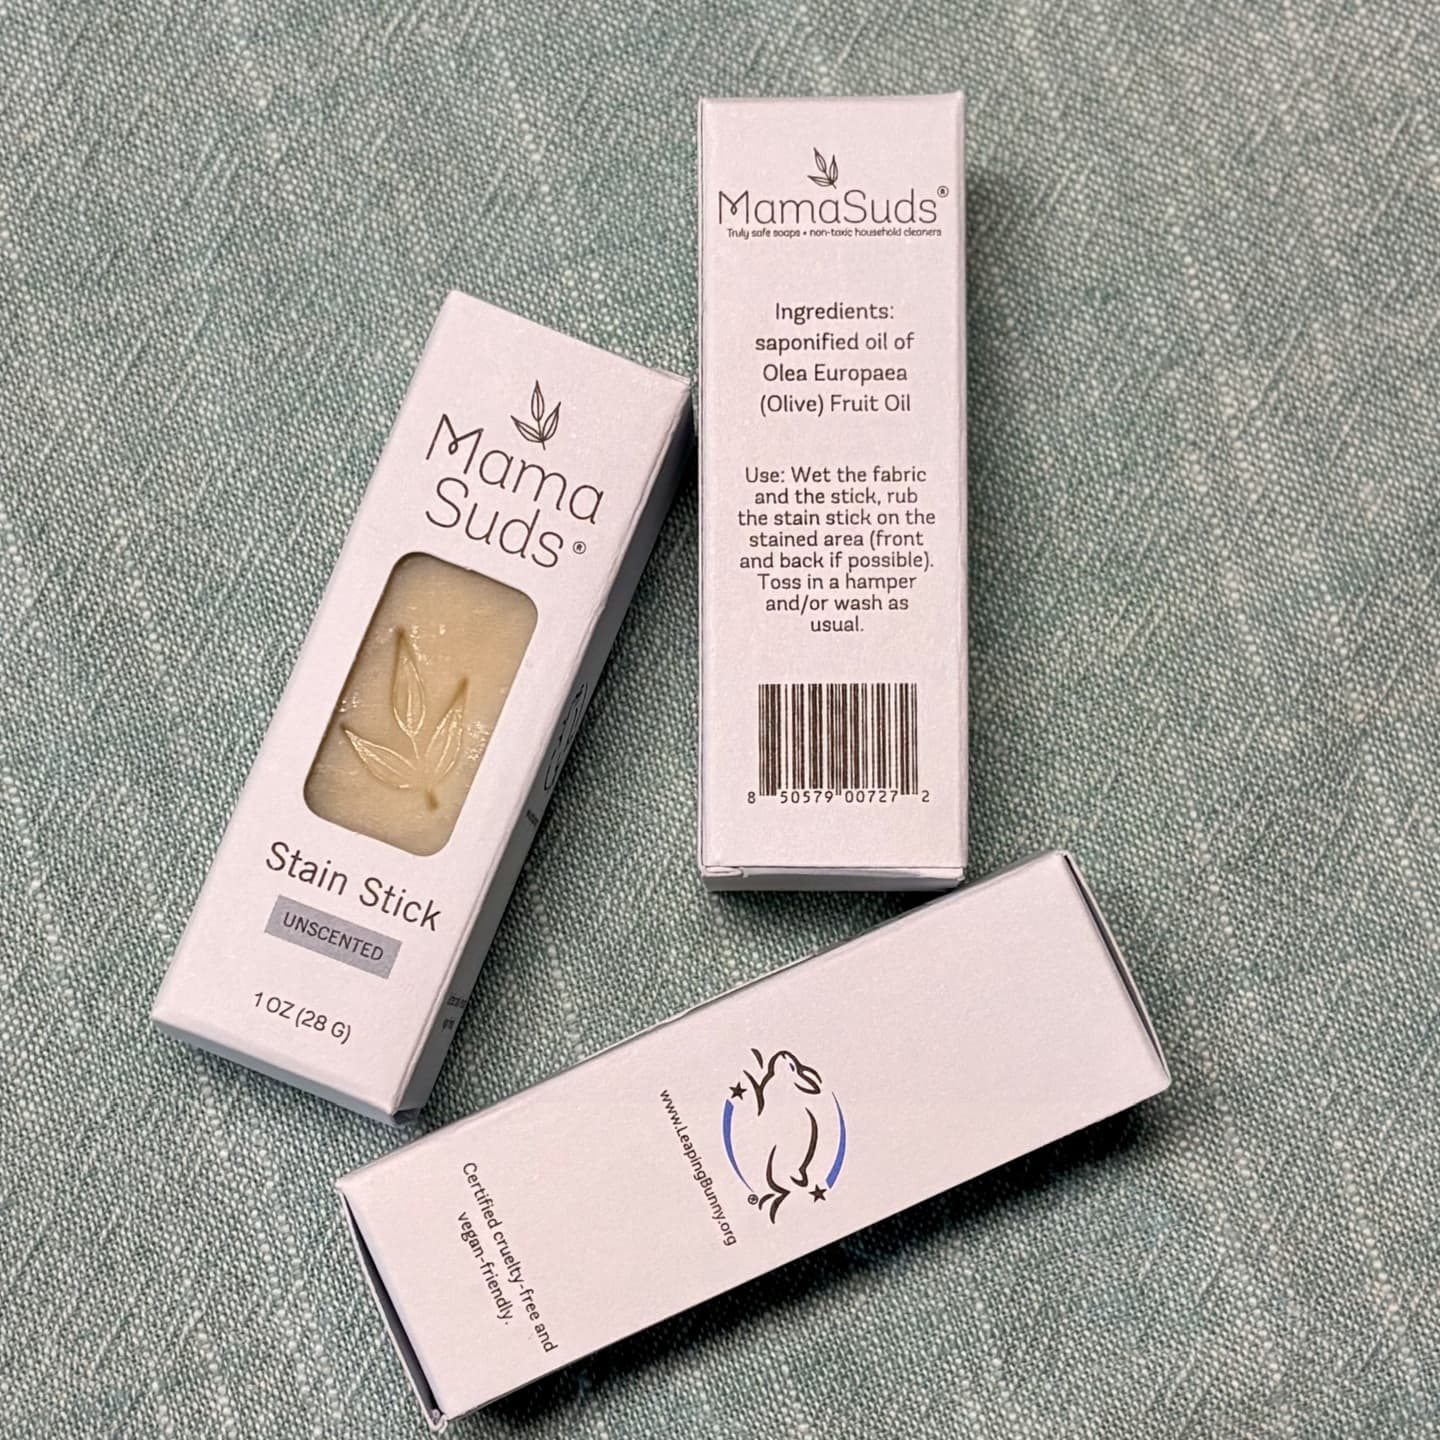 Mama
Suds®
Stain Stick
UNSCENTED
1 OZ (28 G)
MamaSuds®
Truly safe soaps • non-toxic household cleaners
Ingredients:
saponified oil of
Olea Europaea
(Olive) Fruit Oil
Use: Wet the fabric
and the stick, rub
the stain stick on the
stained area (front
and back if possible).
Toss in a hamper
and/or wash as
usual.
8 50579 00727 2
®
www.LeapingBunny.org
Certified cruelty-free and
vegan-friendly.